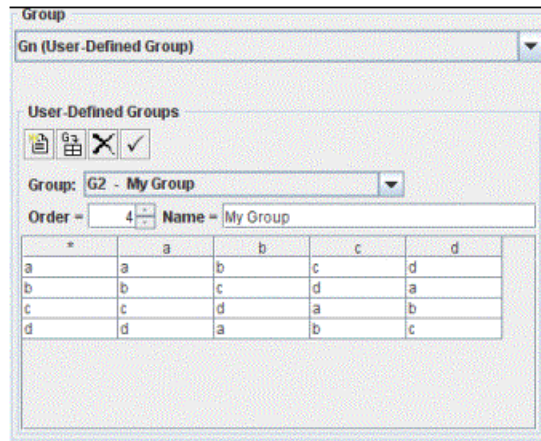 Group
Gn (User-Defined Group)
User-Defined Groups
Group: G2 - My Group
Order = 4 Name = My Group
* a b c d
a a b c d
b b c d a
c c d a b
d d a b c